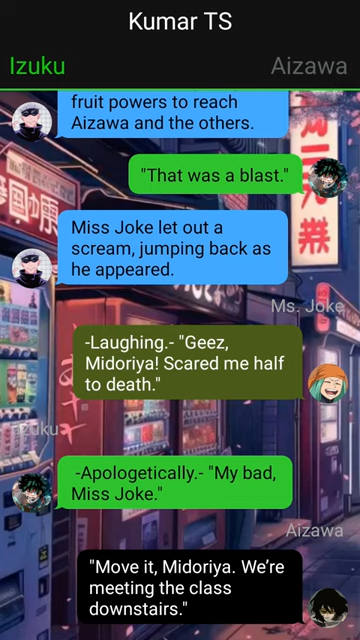 Kumar TS
Izuku
Aizawa
fruit powers to reach
Aizawa and the others.
"That was a blast."
Miss Joke let out a
scream, jumping back as
he appeared.
Ms. Joke
-Laughing.- "Geez,
Midoriya! Scared me half
to death."
Izuku
-Apologetically.- "My bad,
Miss Joke."
Aizawa
"Move it, Midoriya. We’re
meeting the class
downstairs."